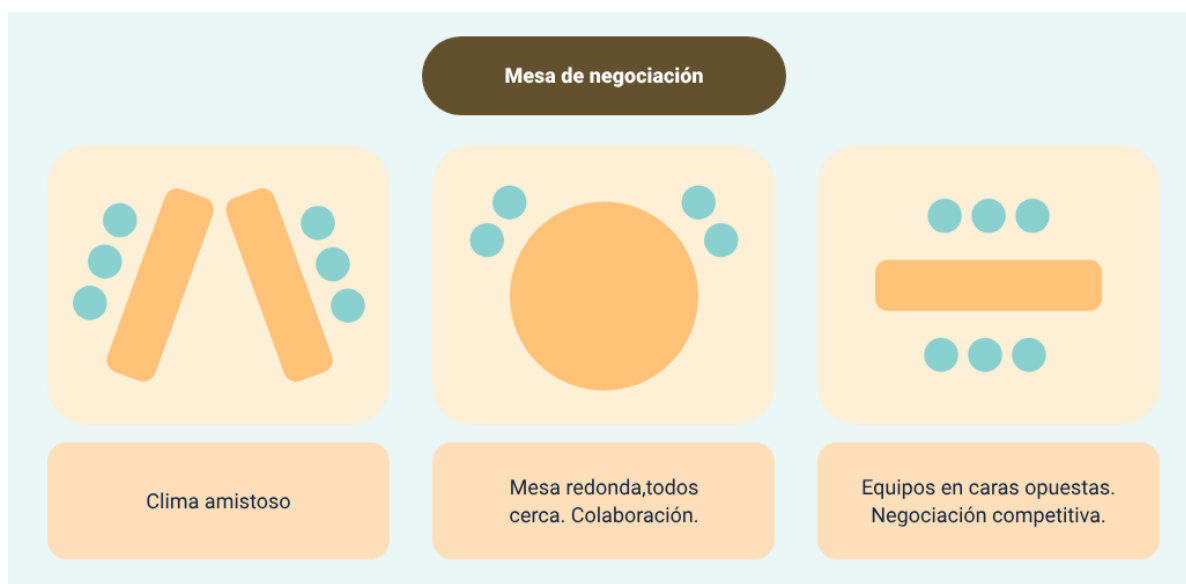 Mesa de negociación
Clima amistoso
Mesa redonda,todos
cerca. Colaboración.
Equipos en caras opuestas.
Negociación competitiva.